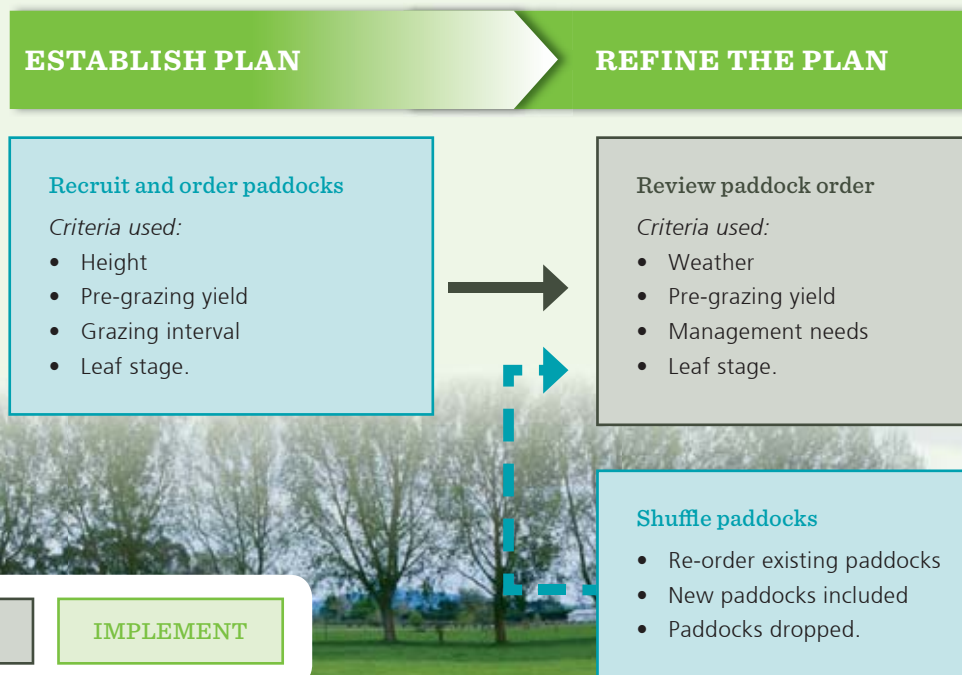 ESTABLISH PLAN
REFINE THE PLAN
Recruit and order paddocks
Criteria used:
• Height
• Pre-grazing yield
• Grazing interval
• Leaf stage.
Review paddock order
Criteria used:
• Weather
• Pre-grazing yield
• Management needs
• Leaf stage.
Shuffle paddocks
• Re-order existing paddocks
• New paddocks included
• Paddocks dropped.
IMPLEMENT